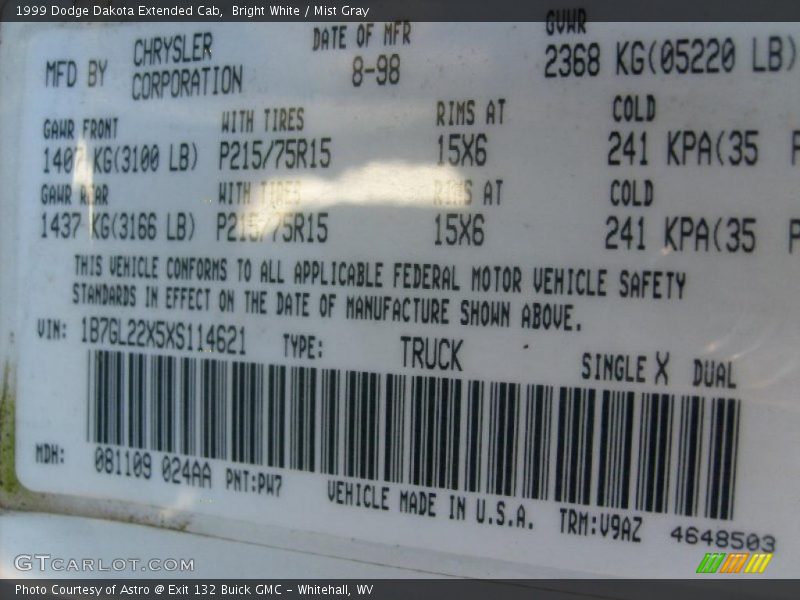 1999 Dodge Dakota Extended Cab, Bright White / Mist Gray
MFD BY CHRYSLER CORPORATION DATE OF MFR 8-98 GVWR 2368 KG(05220 LB)
GAWR FRONT WITH TIRES RIMS AT COLD
1407 KG(3100 LB) P215/75R15 15X6 241 KPA(35 P
GAWR REAR WITH TIRES RIMS AT COLD
1437 KG(3166 LB) P215/75R15 15X6 241 KPA(35 P
THIS VEHICLE CONFORMS TO ALL APPLICABLE FEDERAL MOTOR VEHICLE SAFETY
STANDARDS IN EFFECT ON THE DATE OF MANUFACTURE SHOWN ABOVE.
VIN: 1B7GL22X5XS114621 TYPE: TRUCK SINGLE X DUAL
MDH: 081109 024AA PNT:PW7 VEHICLE MADE IN U.S.A. TRM:V9AZ 4648503
GTCARLOT.COM
Photo Courtesy of Astro @ Exit 132 Buick GMC - Whitehall, WV